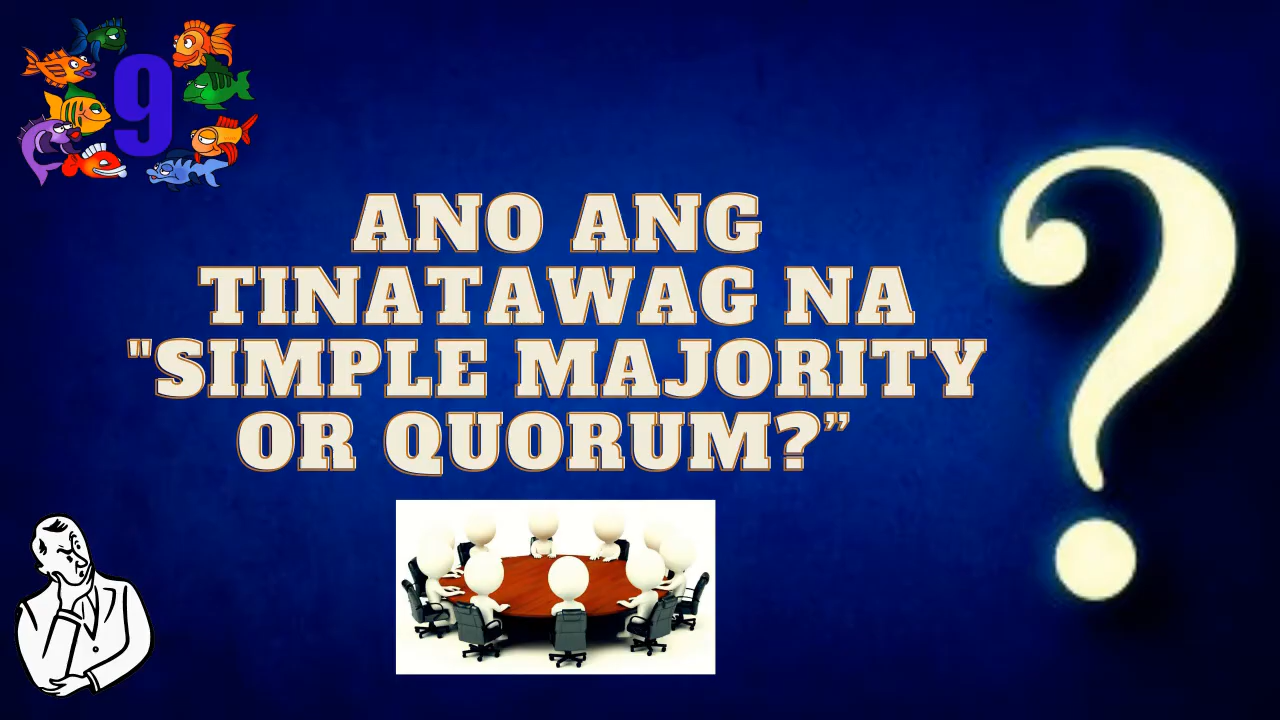 9
ANO ANG
TINATAWAG NA
"SIMPLE MAJORITY
OR QUORUM?”
?